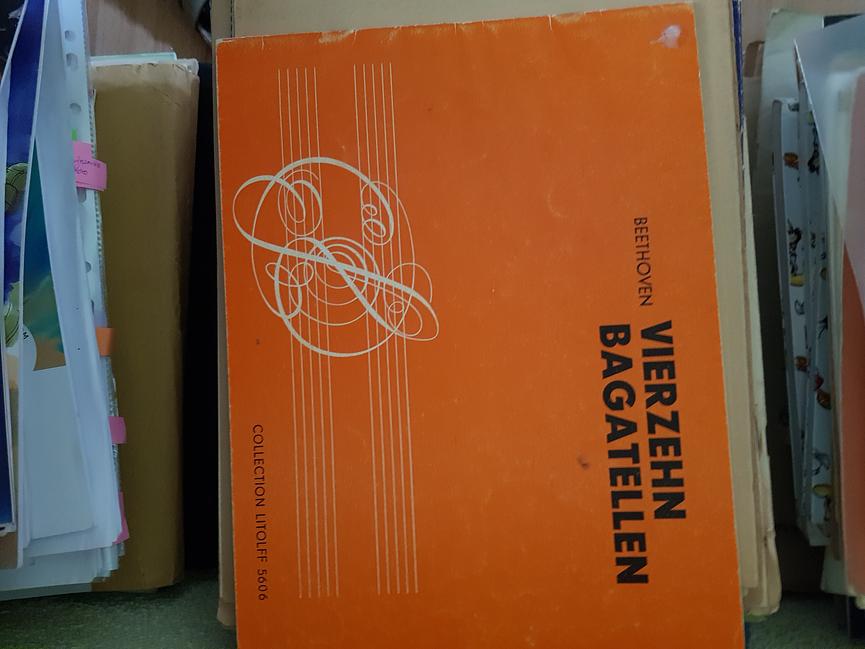 BEETHOVEN
VIERZEHN
BAGATELLEN
COLLECTION LITOLFF 5606